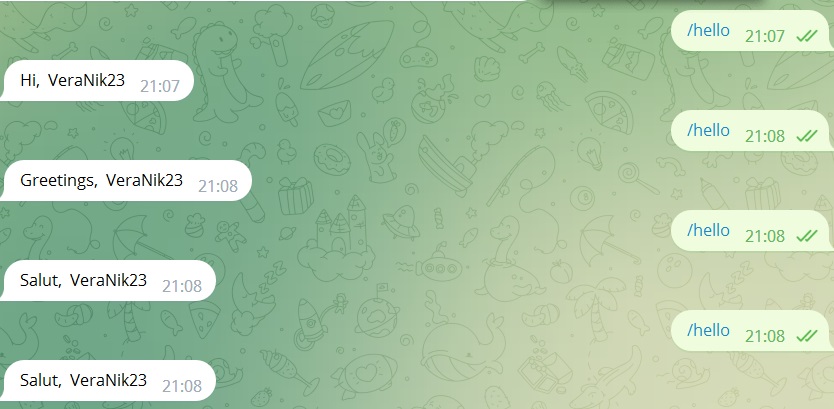 /hello 21:07
Hi, VeraNik23 21:07
/hello 21:08
Greetings, VeraNik23 21:08
/hello 21:08
Salut, VeraNik23 21:08
/hello 21:08
Salut, VeraNik23 21:08